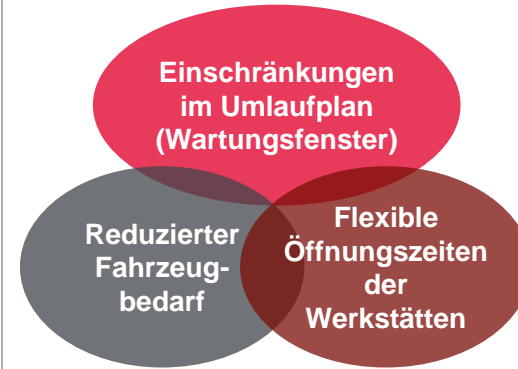 Einschränkungen
im Umlaufplan
(Wartungsfenster)
Reduzierter
Fahrzeug-
bedarf
Flexible
Öffnungszeiten
der
Werkstätten